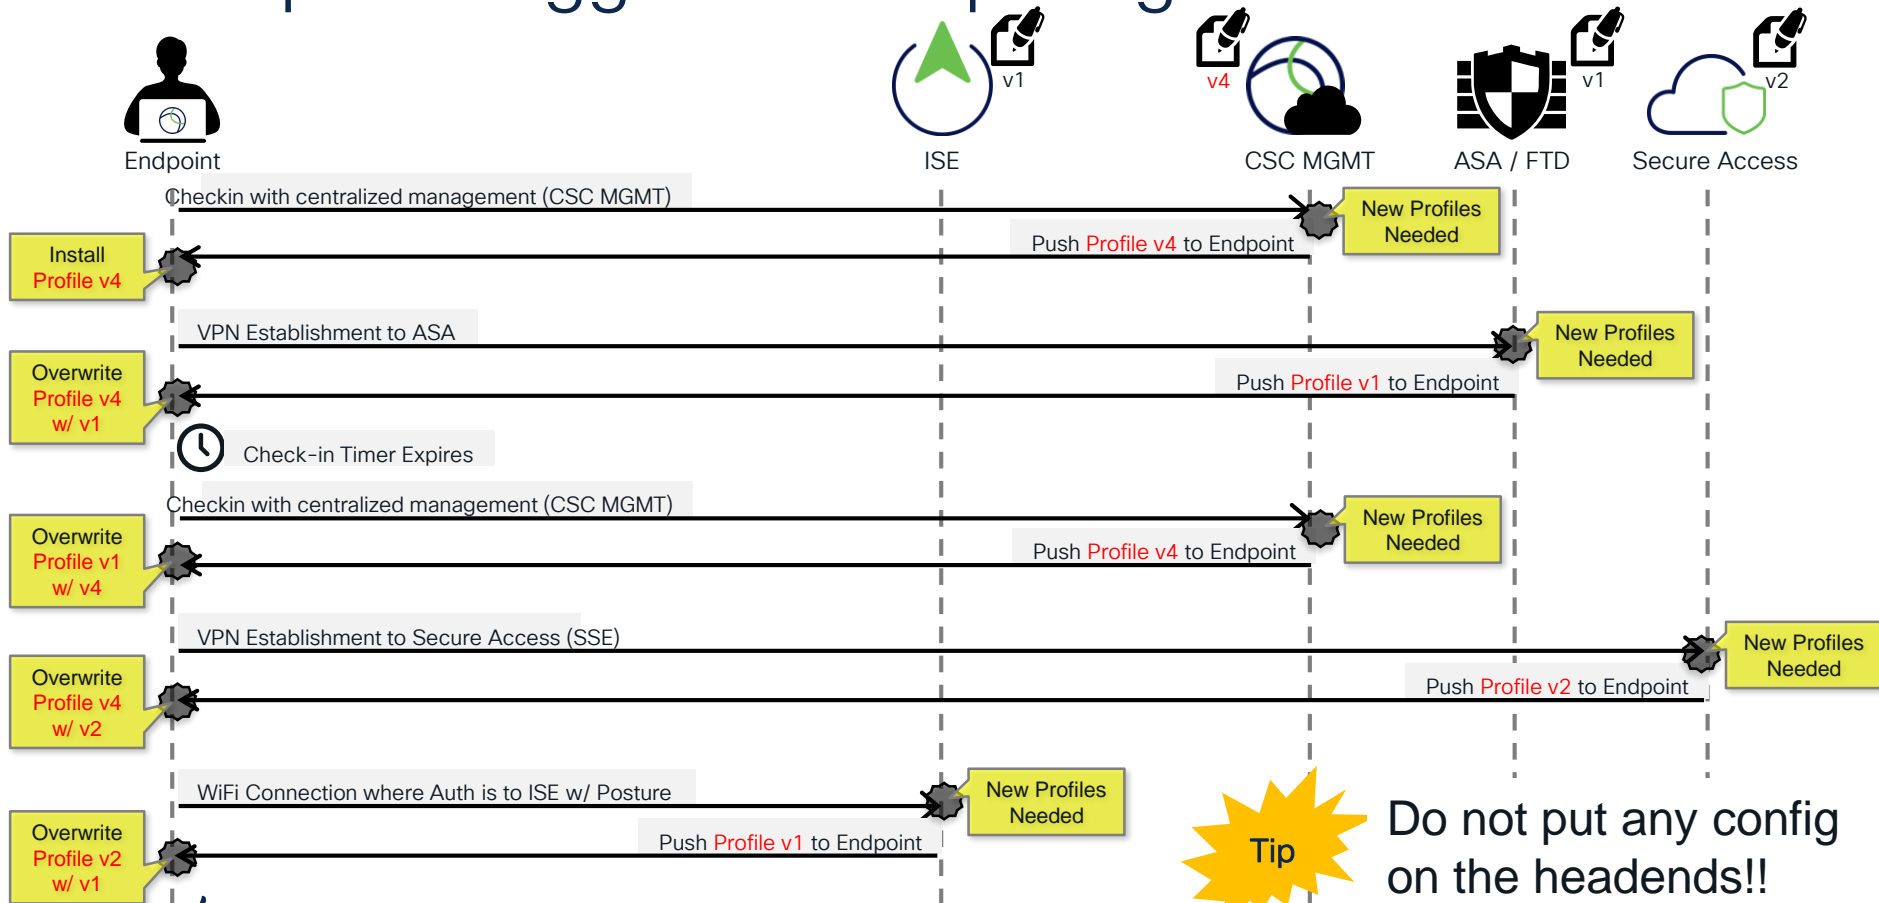 v1
v4
v1
v2
Endpoint
ISE
CSC MGMT
ASA / FTD
Secure Access
Checkin with centralized management (CSC MGMT)
New Profiles
Needed
Push Profile v4 to Endpoint
Install
Profile v4
VPN Establishment to ASA
New Profiles
Needed
Push Profile v1 to Endpoint
Overwrite
Profile v4
w/ v1
Check-in Timer Expires
Checkin with centralized management (CSC MGMT)
New Profiles
Needed
Push Profile v4 to Endpoint
Overwrite
Profile v1
w/ v4
VPN Establishment to Secure Access (SSE)
New Profiles
Needed
Push Profile v2 to Endpoint
Overwrite
Profile v4
w/ v2
WiFi Connection where Auth is to ISE w/ Posture
New Profiles
Needed
Push Profile v1 to Endpoint
Overwrite
Profile v2
w/ v1
Tip
Do not put any config
on the headends!!